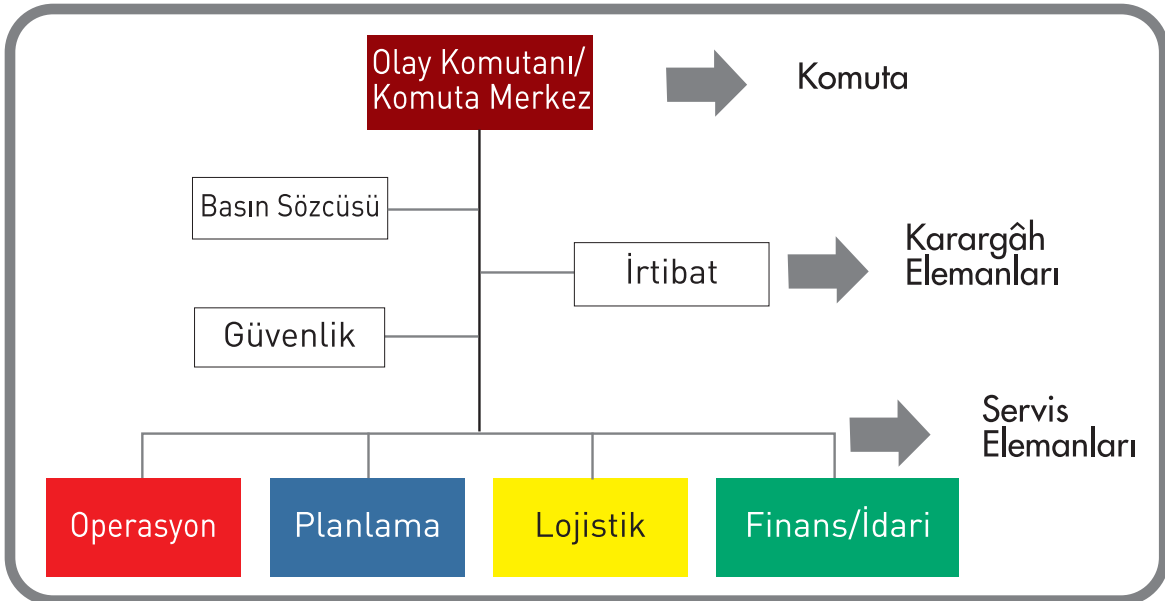 Olay Komutanı/
Komuta Merkez
Komuta
Basın Sözcüsü
İrtibat
Karargâh
Elemanları
Güvenlik
Servis
Elemanları
Operasyon
Planlama
Lojistik
Finans/İdari